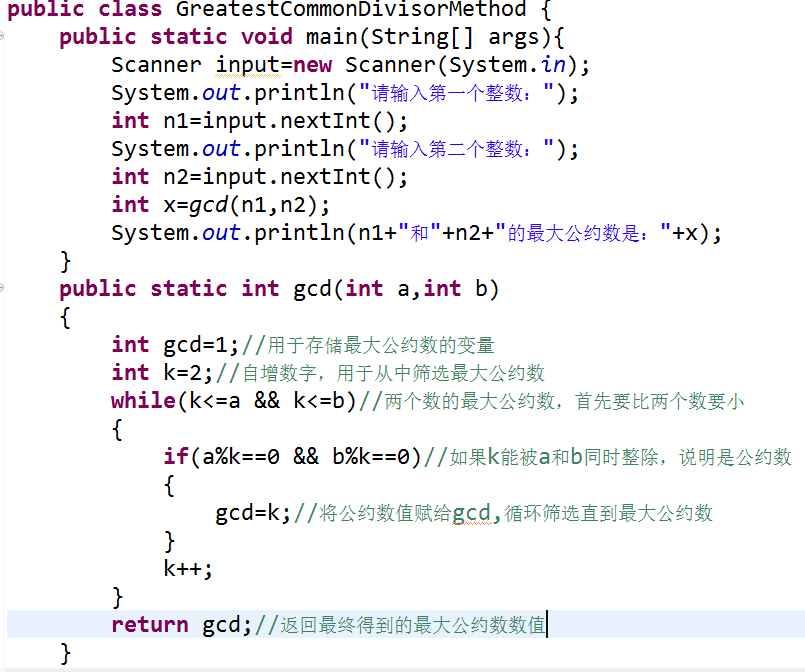 public class GreatestCommonDivisorMethod {
public static void main(String[] args){
Scanner input=new Scanner(System.in);
System.out.println("请输入第一个整数：");
int n1=input.nextInt();
System.out.println("请输入第二个整数：");
int n2=input.nextInt();
int x=gcd(n1,n2);
System.out.println(n1+"和"+n2+"的最大公约数是："+x);
}
public static int gcd(int a,int b)
{
int gcd=1;//用于存储最大公约数的变量
int k=2;//自增数字，用于从中筛选最大公约数
while(k<=a && k<=b)//两个数的最大公约数，首先要比两个数要小
{
if(a%k==0 && b%k==0)//如果k能被a和b同时整除，说明是公约数
{
gcd=k;//将公约数值赋给gcd,循环筛选直到最大公约数
}
k++;
}
return gcd;//返回最终得到的最大公约数数值
}